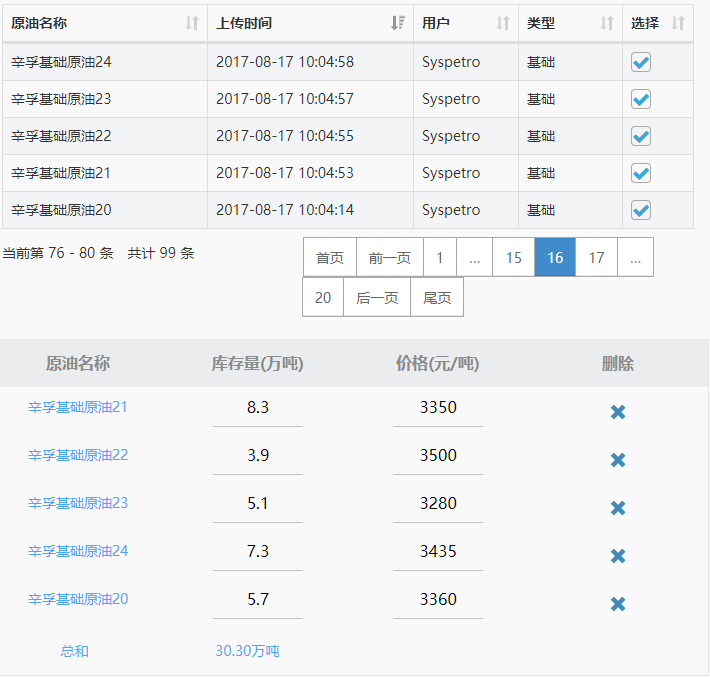 原油名称 上传时间 用户 类型 选择
辛孚基础原油24 2017-08-17 10:04:58 Syspetro 基础
辛孚基础原油23 2017-08-17 10:04:57 Syspetro 基础
辛孚基础原油22 2017-08-17 10:04:55 Syspetro 基础
辛孚基础原油21 2017-08-17 10:04:53 Syspetro 基础
辛孚基础原油20 2017-08-17 10:04:14 Syspetro 基础
当前第 76 - 80 条 共计 99 条 首页 前一页 1 ... 15 16 17 ...
20 后一页 尾页
原油名称 库存量(万吨) 价格(元/吨) 删除
辛孚基础原油21 8.3 3350
辛孚基础原油22 3.9 3500
辛孚基础原油23 5.1 3280
辛孚基础原油24 7.3 3435
辛孚基础原油20 5.7 3360
总和 30.30万吨